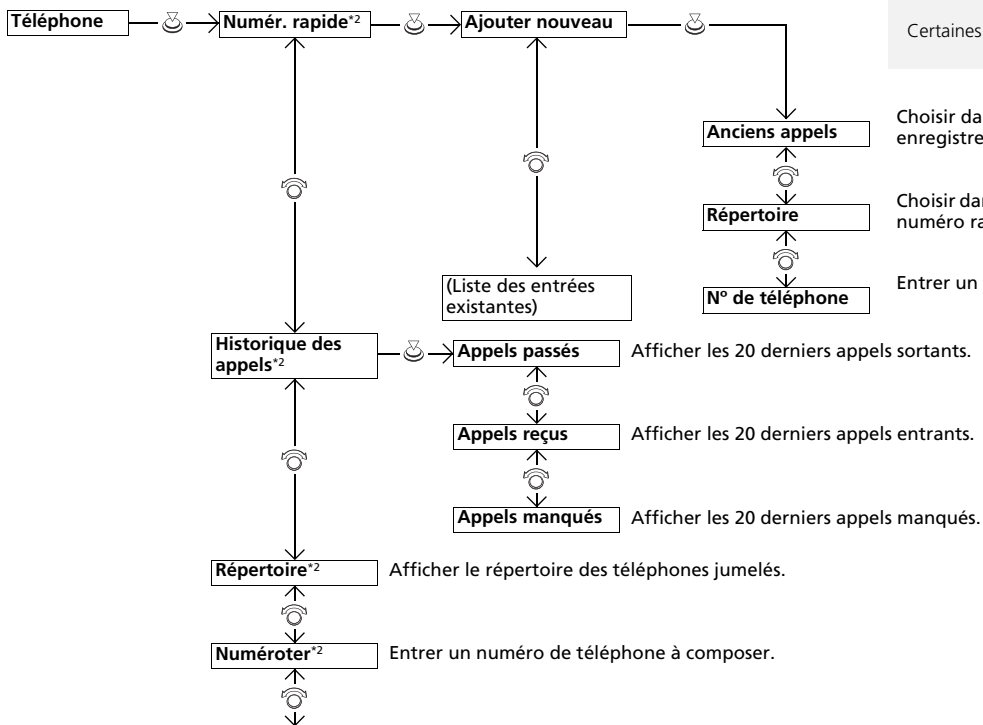 Téléphone
Numér. rapide*2
Ajouter nouveau
Certaines
Anciens appels
Choisir
enregistre
Répertoire
Choisir
numéro
Nº de téléphone
Entrer un
(Liste des entrées
existantes)
Historique des
appels*2
Appels passés
Afficher les 20 derniers appels sortants.
Appels reçus
Afficher les 20 derniers appels entrants.
Appels manqués
Afficher les 20 derniers appels manqués.
Répertoire*2
Afficher le répertoire des téléphones jumelés.
Numéroter*2
Entrer un numéro de téléphone à composer.